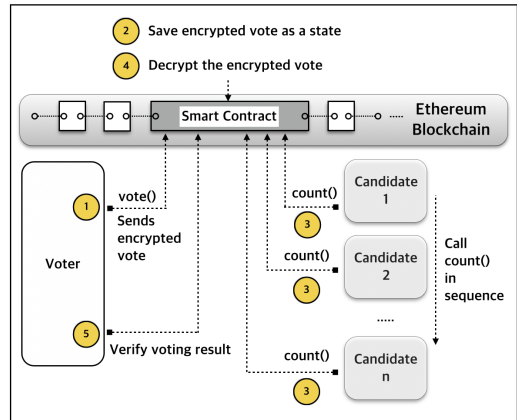 2 Save encrypted vote as a state
4 Decrypt the encrypted vote
Smart Contract
.....
Ethereum
Blockchain
1
vote()
Sends
encrypted
vote
Voter
5
Verify voting result
count()
3
Candidate
1
count()
3
Candidate
2
Call
count()
in
sequence
.....
count()
3
Candidate
n